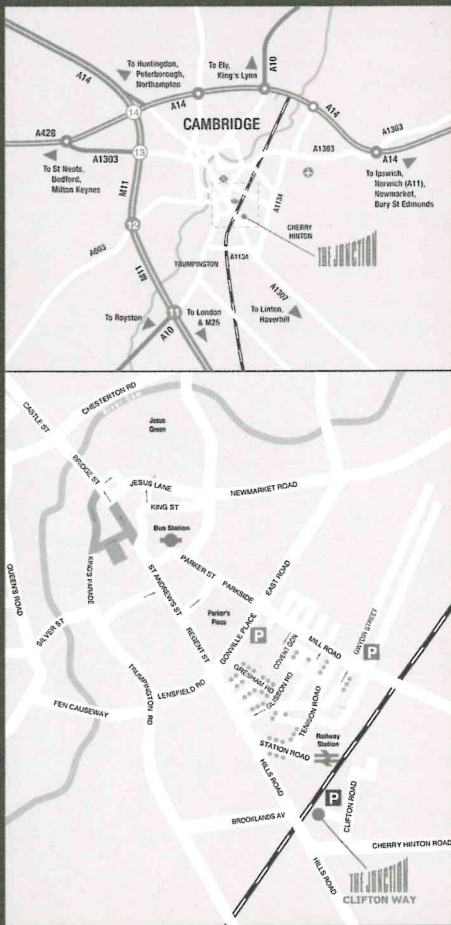 To Huntingdon,
Peterborough,
Northampton
To Ely,
King's Lynn
A10
A14
A14
A14
CAMBRIDGE
14
A428
A1303
13
A1303
A1303
A14
To St Neots,
Bedford,
Milton Keynes
M11
To Ipswich,
Norwich (A11),
Newmarket,
Bury St Edmunds
A1134
12
CHERRY
HINTON
THE JUNCTION
A603
TRUMPINGTON
A1134
M11
A1307
11
To Royston
A10
To London
& M25
To Linton,
Haverhill
CHESTERTON RD
River Cam
CASTLE ST
Jesus
Green
BRIDGE ST
JESUS LANE
NEWMARKET ROAD
KING ST
Bus Station
KING'S PARADE
QUEEN'S ROAD
ST ANDREWS ST
PARKER ST
PARKSIDE
EAST ROAD
SILVER ST
Parker's
Piece
P
GONVILLE PLACE
COVENT GDN
MILL ROAD
GWYDIR STREET
P
REGENT ST
TRUMPINGTON RD
LENSFIELD RD
GRESHAM RD
GLISSON RD
TENISON ROAD
FEN CAUSEWAY
Railway
Station
STATION ROAD
HILLS ROAD
P
CLIFTON ROAD
BROOKLANDS AV
CHERRY HINTON ROAD
HILLS ROAD
THE JUNCTION
CLIFTON WAY